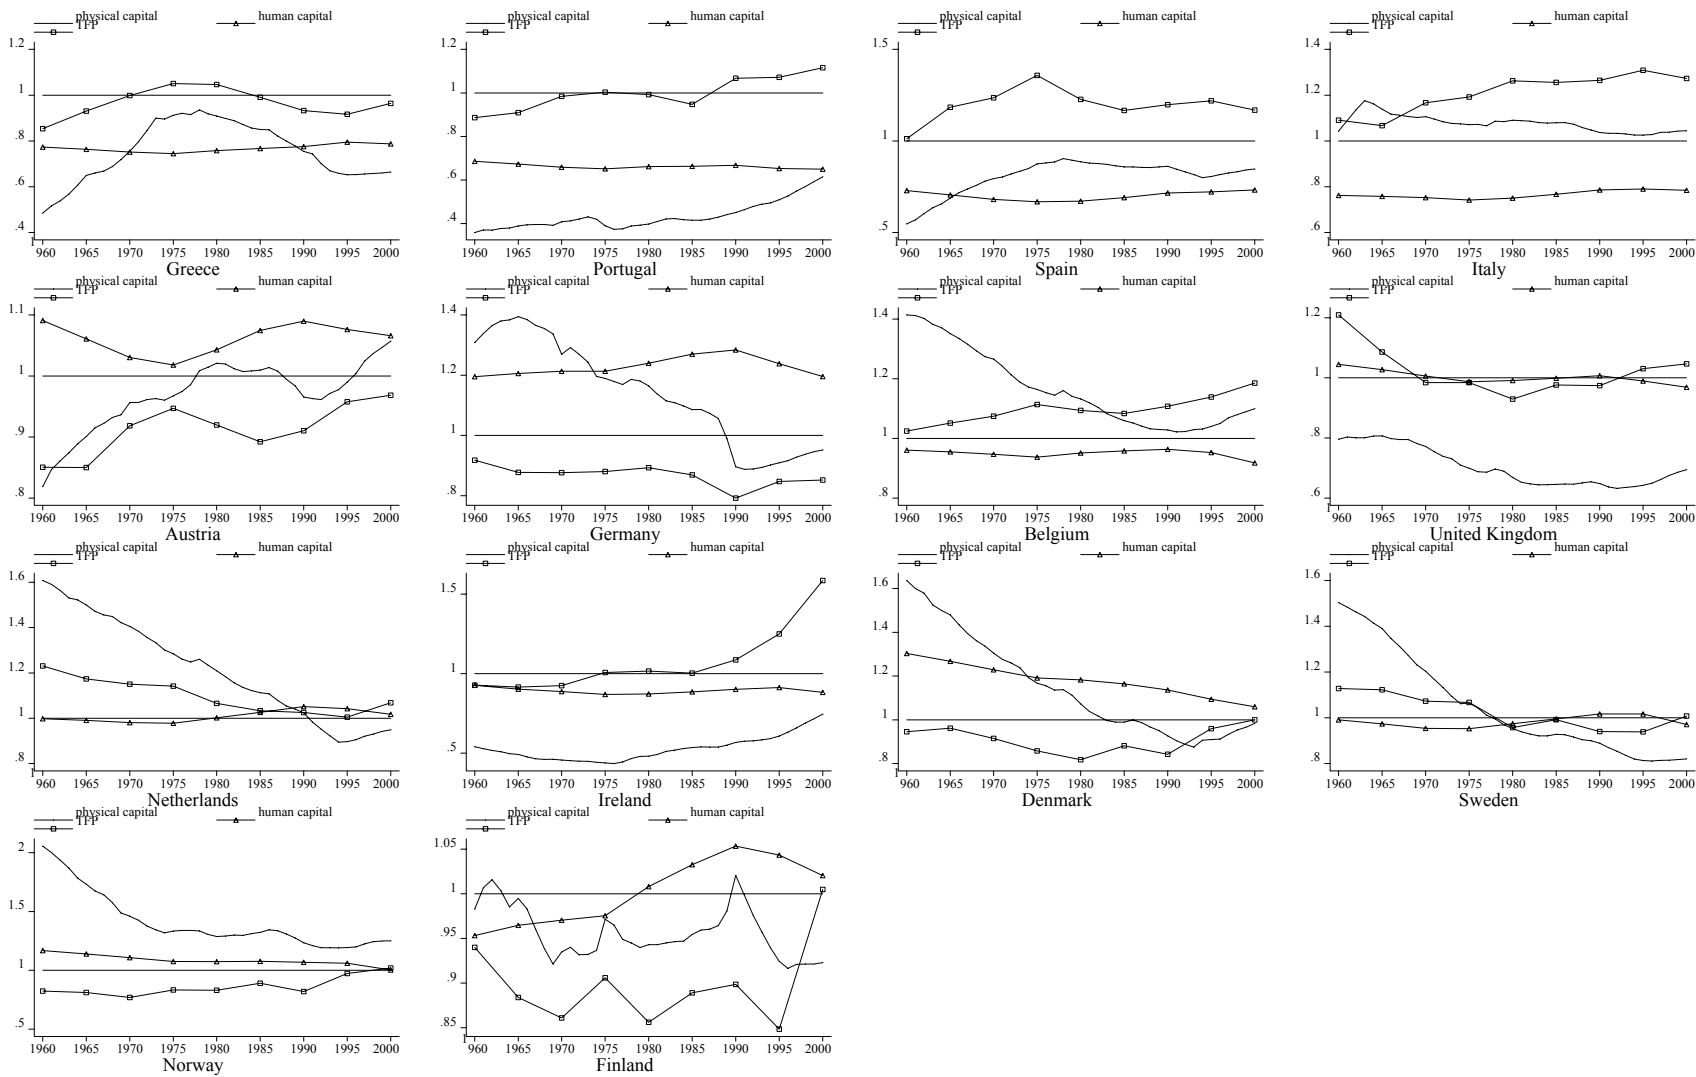 physical capital human capital
TFP
1.2
1
.8
.6
.4
1960 1965 1970 1975 1980 1985 1990 1995 2000
Greece
physical capital human capital
TFP
1.2
1
.8
.6
.4
1960 1965 1970 1975 1980 1985 1990 1995 2000
Portugal
physical capital human capital
TFP
1.5
1
.5
1960 1965 1970 1975 1980 1985 1990 1995 2000
Spain
physical capital human capital
TFP
1.4
1.2
1
.8
.6
1960 1965 1970 1975 1980 1985 1990 1995 2000
Italy
physical capital human capital
TFP
1.1
1
.9
.8
1960 1965 1970 1975 1980 1985 1990 1995 2000
Austria
physical capital human capital
TFP
1.4
1.2
1
.8
1960 1965 1970 1975 1980 1985 1990 1995 2000
Germany
physical capital human capital
TFP
1.4
1.2
1
.8
1960 1965 1970 1975 1980 1985 1990 1995 2000
Belgium
physical capital human capital
TFP
1.2
1
.8
.6
1960 1965 1970 1975 1980 1985 1990 1995 2000
United Kingdom
physical capital human capital
TFP
1.6
1.4
1.2
1
.8
1960 1965 1970 1975 1980 1985 1990 1995 2000
Netherlands
physical capital human capital
TFP
1.5
1
.5
1960 1965 1970 1975 1980 1985 1990 1995 2000
Ireland
physical capital human capital
TFP
1.6
1.4
1.2
1
.8
1960 1965 1970 1975 1980 1985 1990 1995 2000
Denmark
physical capital human capital
TFP
1.6
1.4
1.2
1
.8
1960 1965 1970 1975 1980 1985 1990 1995 2000
Sweden
physical capital human capital
TFP
2
1.5
1
.5
1960 1965 1970 1975 1980 1985 1990 1995 2000
Norway
physical capital human capital
TFP
1.05
1
.95
.9
.85
1960 1965 1970 1975 1980 1985 1990 1995 2000
Finland